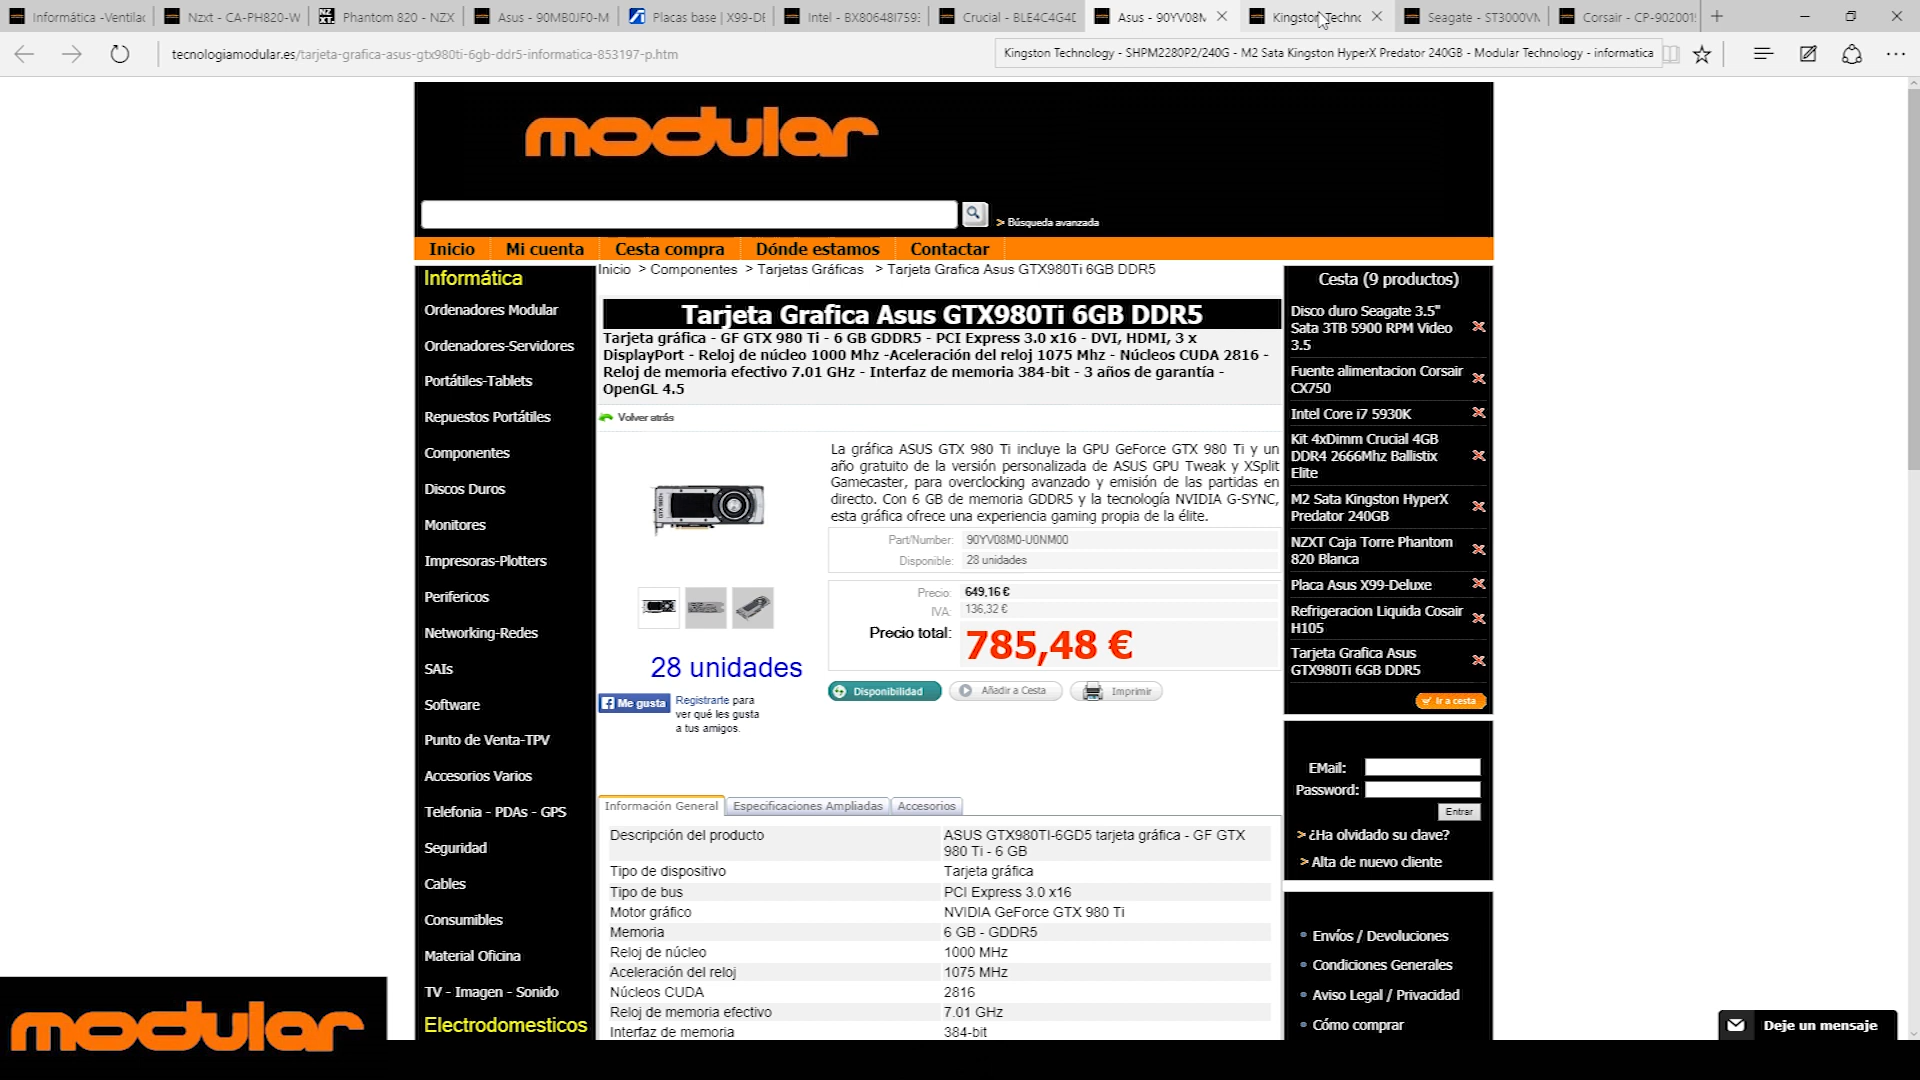 Informática -Ventilac
Nzxt - CA-PH820-W
Phantom 820 - NZX
Asus - 90MB0JF0-M
Placas base | X99-DE
Intel - BX80648I759
Crucial - BLE4C4G4D
Asus - 90YV08M
Kingston Techno
Seagate - ST3000VM
Corsair - CP-902001
tecnologiamodular.es/tarjeta-grafica-asus-gtx980ti-6gb-ddr5-informatica-853197-p.htm
Kingston Technology - SHPM2280P2/240G - M2 Sata Kingston HyperX Predator 240GB - Modular Technology - informatica
modular
> Búsqueda avanzada
Inicio
Mi cuenta
Cesta compra
Dónde estamos
Contactar
Informática
Ordenadores Modular
Ordenadores-Servidores
Portátiles-Tablets
Repuestos Portátiles
Componentes
Discos Duros
Monitores
Impresoras-Plotters
Perifericos
Networking-Redes
SAIs
Software
Punto de Venta-TPV
Accesorios Varios
Telefonia - PDAs - GPS
Seguridad
Cables
Consumibles
Material Oficina
TV - Imagen - Sonido
Electrodomesticos
Inicio > Componentes > Tarjetas Gráficas > Tarjeta Grafica Asus GTX980Ti 6GB DDR5
Tarjeta Grafica Asus GTX980Ti 6GB DDR5
Tarjeta gráfica - GF GTX 980 Ti - 6 GB GDDR5 - PCI Express 3.0 x16 - DVI, HDMI, 3 x
DisplayPort - Reloj de núcleo 1000 Mhz -Aceleración del reloj 1075 Mhz - Núcleos CUDA 2816 -
Reloj de memoria efectivo 7.01 GHz - Interfaz de memoria 384-bit - 3 años de garantía -
OpenGL 4.5
Volver atrás
La gráfica ASUS GTX 980 Ti incluye la GPU GeForce GTX 980 Ti y un
año gratuito de la versión personalizada de ASUS GPU Tweak y XSplit
Gamecaster, para overclocking avanzado y emisión de las partidas en
directo. Con 6 GB de memoria GDDR5 y la tecnología NVIDIA G-SYNC,
esta gráfica ofrece una experiencia gaming propia de la élite.
Part/Number: 90YV08M0-U0NM00
Disponible: 28 unidades
Precio: 649,16 €
IVA: 136,32 €
Precio total: 785,48 €
28 unidades
Me gusta
Registrarte para
ver qué les gusta
a tus amigos.
Disponibilidad
Añadir a Cesta
Imprimir
Información General
Especificaciones Ampliadas
Accesorios
Descripción del producto ASUS GTX980TI-6GD5 tarjeta gráfica - GF GTX
980 Ti - 6 GB
Tipo de dispositivo Tarjeta gráfica
Tipo de bus PCI Express 3.0 x16
Motor gráfico NVIDIA GeForce GTX 980 Ti
Memoria 6 GB - GDDR5
Reloj de núcleo 1000 MHz
Aceleración del reloj 1075 MHz
Núcleos CUDA 2816
Reloj de memoria efectivo 7.01 GHz
Interfaz de memoria 384-bit
Cesta (9 productos)
Disco duro Seagate 3.5"
Sata 3TB 5900 RPM Video
3.5
Fuente alimentacion Corsair
CX750
Intel Core i7 5930K
Kit 4xDimm Crucial 4GB
DDR4 2666Mhz Ballistix
Elite
M2 Sata Kingston HyperX
Predator 240GB
NZXT Caja Torre Phantom
820 Blanca
Placa Asus X99-Deluxe
Refrigeracion Liquida Cosair
H105
Tarjeta Grafica Asus
GTX980Ti 6GB DDR5
Ir a cesta
EMail:
Password:
Entrar
> ¿Ha olvidado su clave?
> Alta de nuevo cliente
Envíos / Devoluciones
Condiciones Generales
Aviso Legal / Privacidad
Cómo comprar
modular
Deje un mensaje